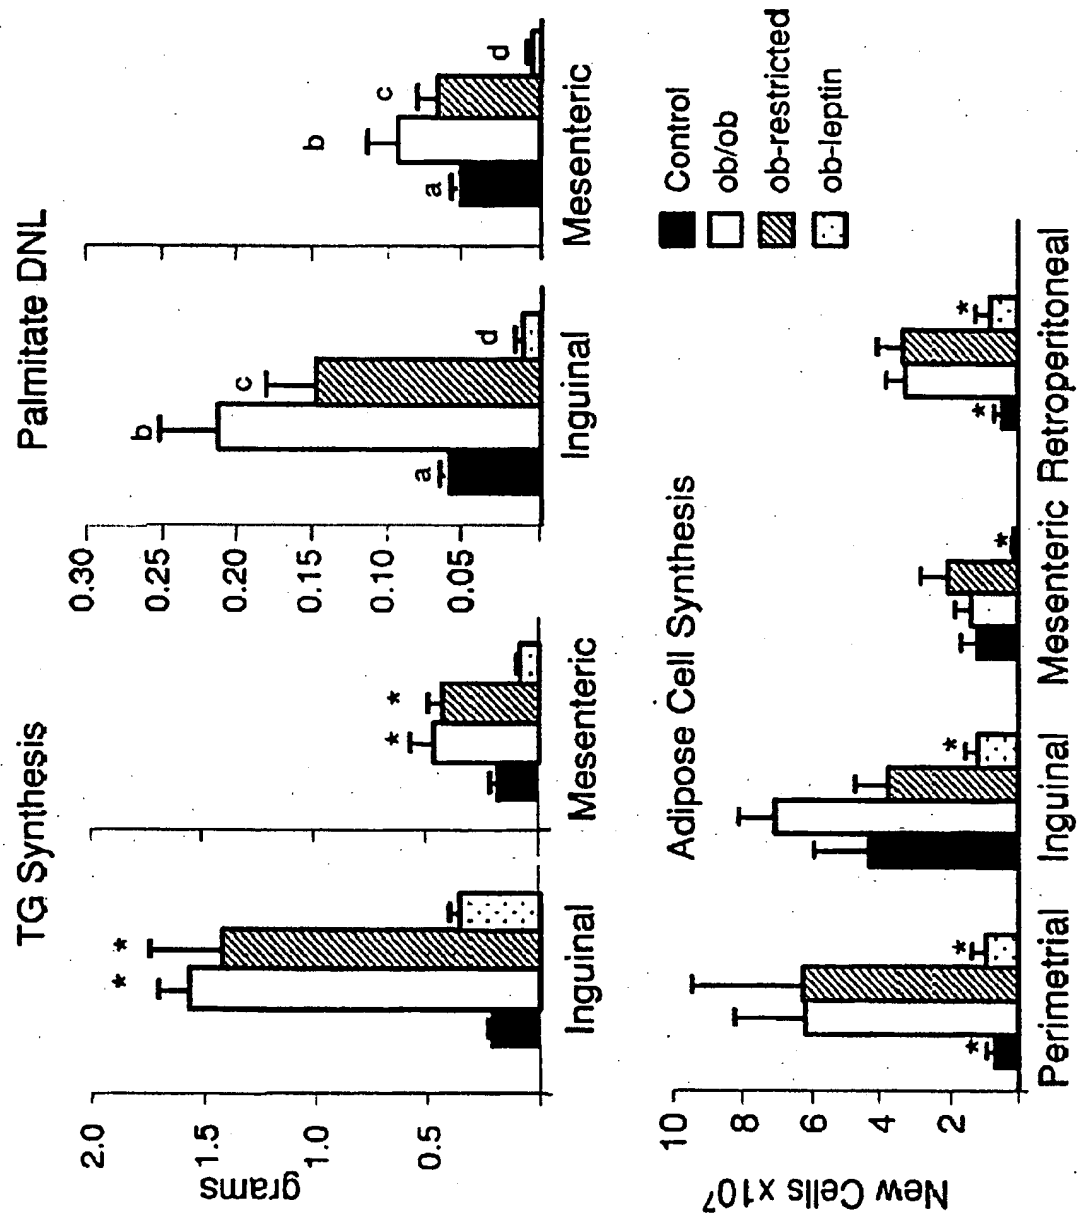 TG Synthesis
Palmitate DNL
grams
2.0
1.5
1.0
0.5
* *
Inguinal
* *
Mesenteric
0.30
0.25
0.20
0.15
0.10
0.05
a b c d
Inguinal
a b c d
Mesenteric
Adipose Cell Synthesis
New Cells x10⁷
10
8
6
4
2
* *
*
*
* *
Perimetrial Inguinal Mesenteric Retroperitoneal
Control
ob/ob
ob-restricted
ob-leptin